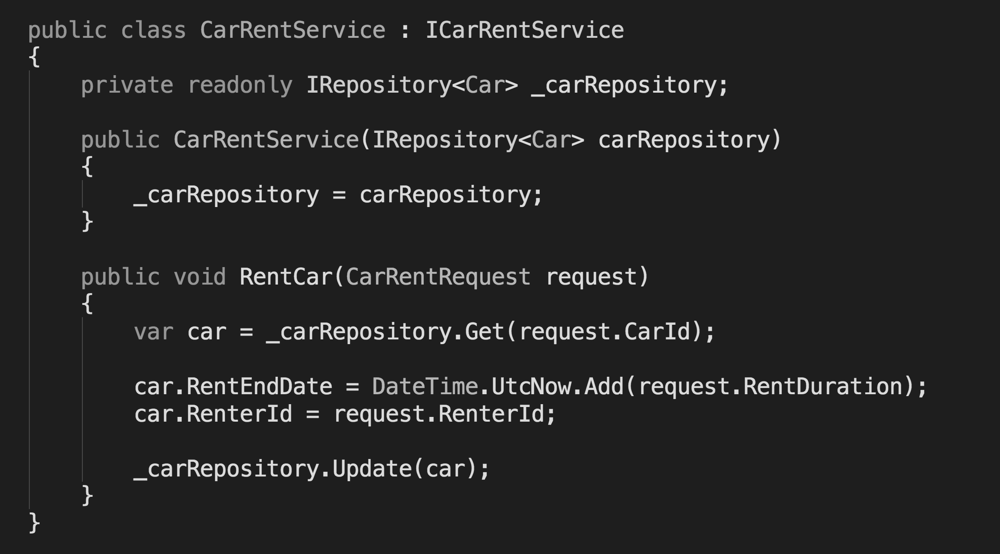 public class CarRentService : ICarRentService
{
    private readonly IRepository<Car> _carRepository;

    public CarRentService(IRepository<Car> carRepository)
    {
        _carRepository = carRepository;
    }

    public void RentCar(CarRentRequest request)
    {
        var car = _carRepository.Get(request.CarId);

        car.RentEndDate = DateTime.UtcNow.Add(request.RentDuration);
        car.RenterId = request.RenterId;

        _carRepository.Update(car);
    }
}